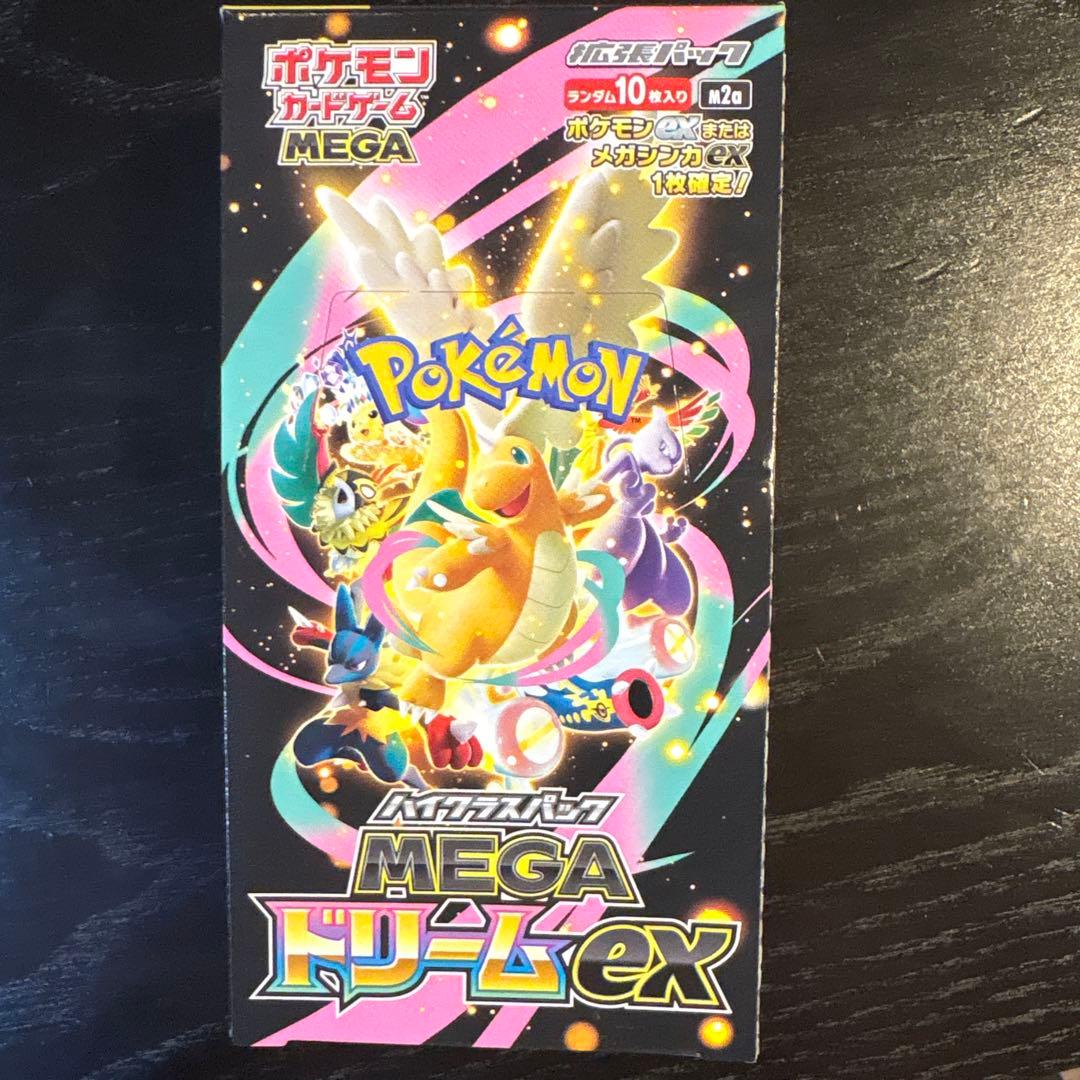 ポケモン
カードゲーム
MEGA
拡張パック
ランダム10枚入り M2a
ポケモンexまたは
メガシンカex
1枚確定!
POKéMON
TM
ハイクラスパック
MEGA
ドリームex